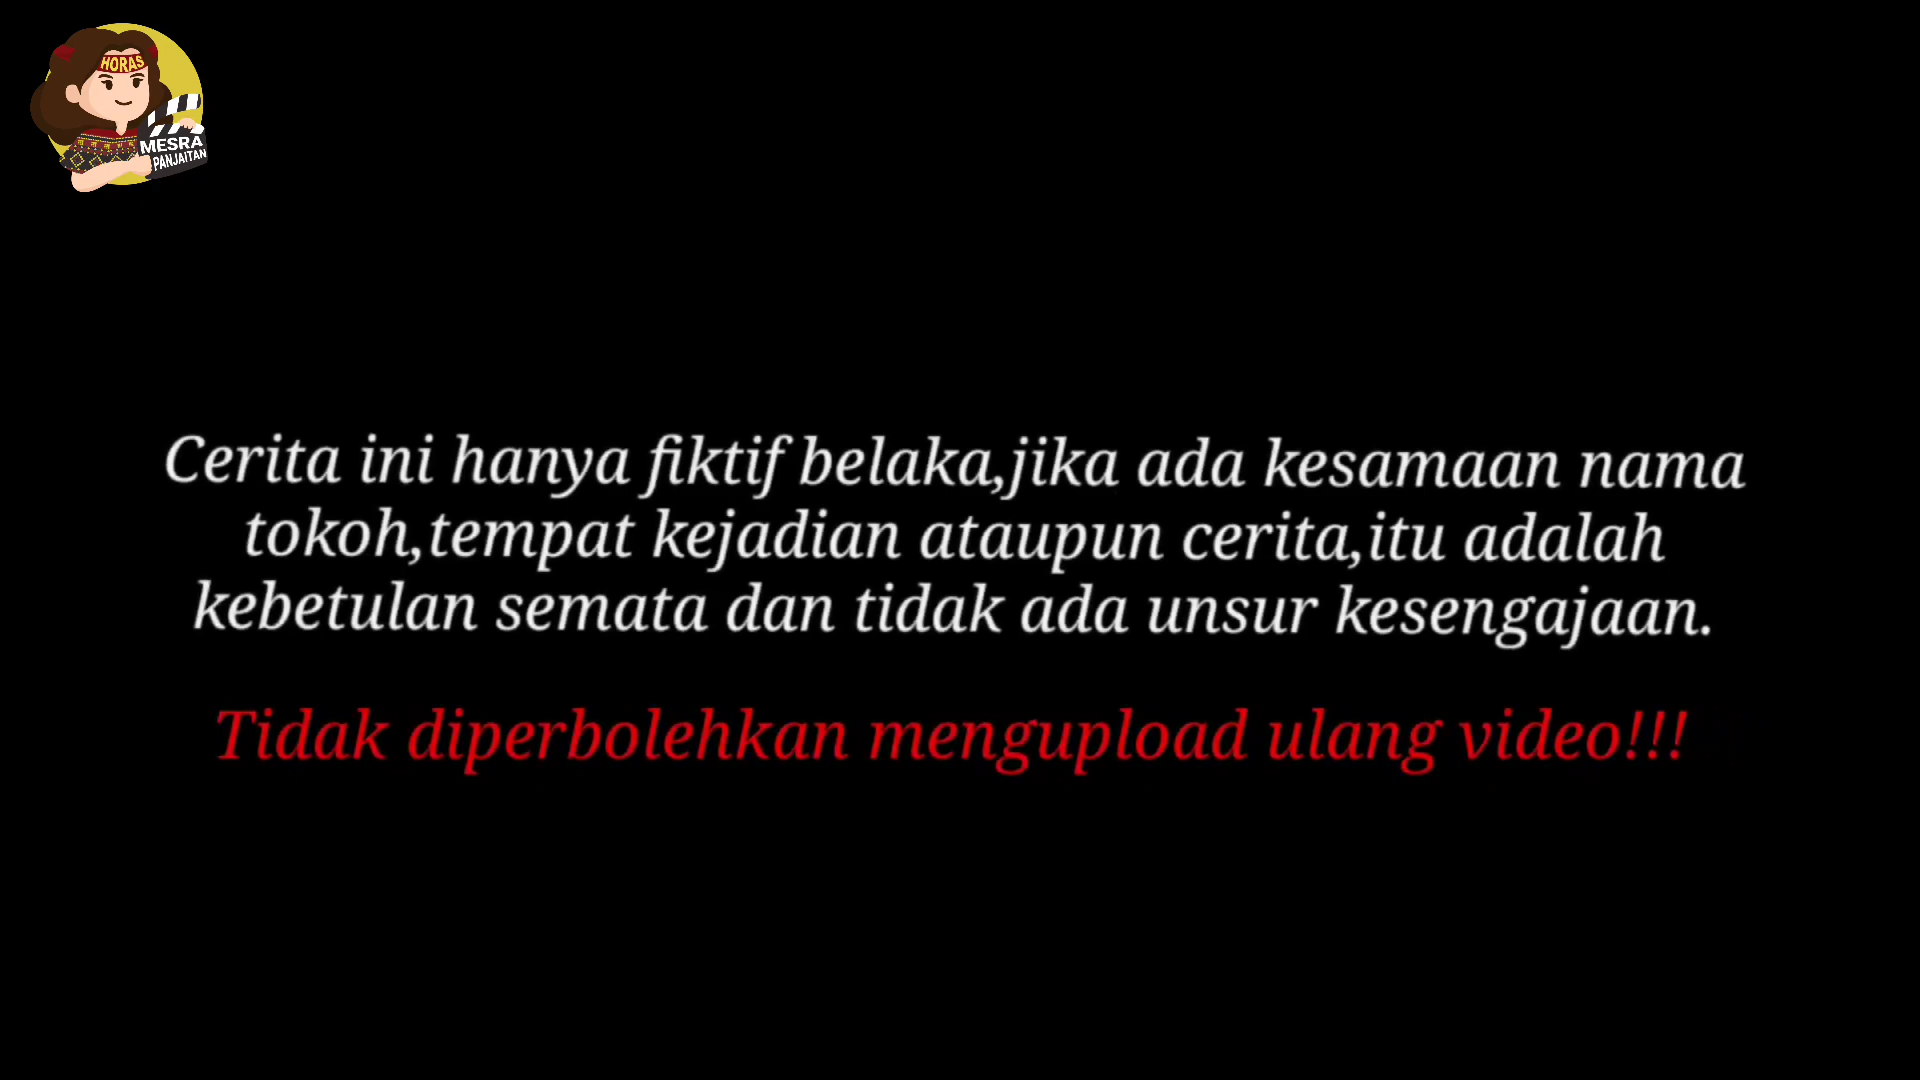 HORAS
MESRA
PANJAITAN
Cerita ini hanya fiktif belaka,jika ada kesamaan nama
tokoh,tempat kejadian ataupun cerita,itu adalah
kebetulan semata dan tidak ada unsur kesengajaan.
Tidak diperbolehkan mengupload ulang video!!!